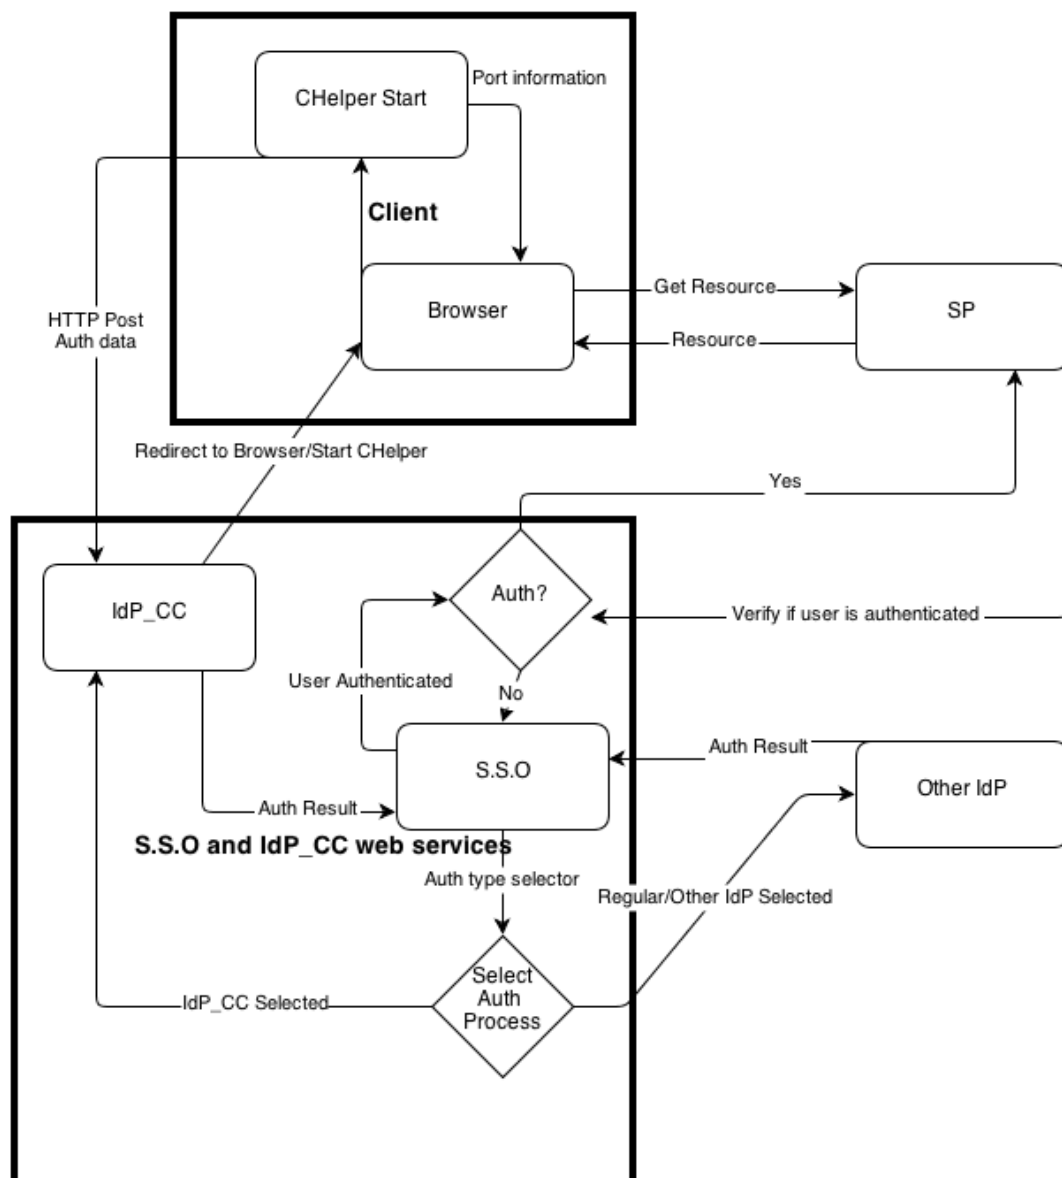 CHelper Start
Port information
Client
Browser
Get Resource
SP
Resource
HTTP Post
Auth data
Redirect to Browser/Start CHelper
Yes
IdP_CC
Auth?
Verify if user is authenticated
User Authenticated
No
S.S.O
Auth Result
Other IdP
Auth Result
S.S.O and IdP_CC web services
Auth type selector
Regular/Other IdP Selected
Select
Auth
Process
IdP_CC Selected